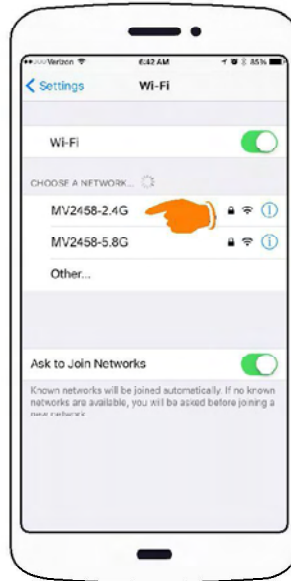 Verizon 6:42 AM 85%
Settings Wi-Fi
Wi-Fi
CHOOSE A NETWORK...
MV2458-2.4G
MV2458-5.8G
Other...
Ask to Join Networks
Known networks will be joined automatically. If no known
networks are available, you will be asked before joining a
new network.